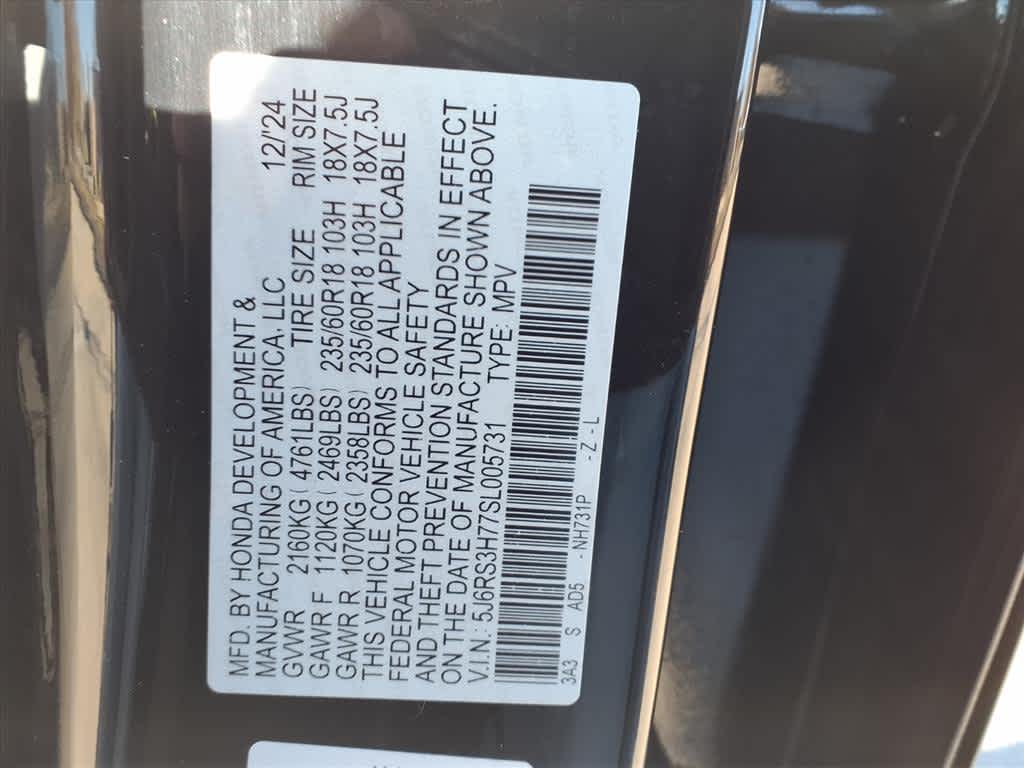 MFD. BY HONDA DEVELOPMENT &
MANUFACTURING OF AMERICA, LLC 12/'24
GVWR 2160KG ( 4761LBS) TIRE SIZE RIM SIZE
GAWR F 1120KG ( 2469LBS) 235/60R18 103H 18X7.5J
GAWR R 1070KG ( 2358LBS) 235/60R18 103H 18X7.5J
THIS VEHICLE CONFORMS TO ALL APPLICABLE
FEDERAL MOTOR VEHICLE SAFETY
AND THEFT PREVENTION STANDARDS IN EFFECT
ON THE DATE OF MANUFACTURE SHOWN ABOVE.
V.I.N.: 5J6RS3H77SL005731 TYPE: MPV
3A3 S AD5 -NH731P -Z-L